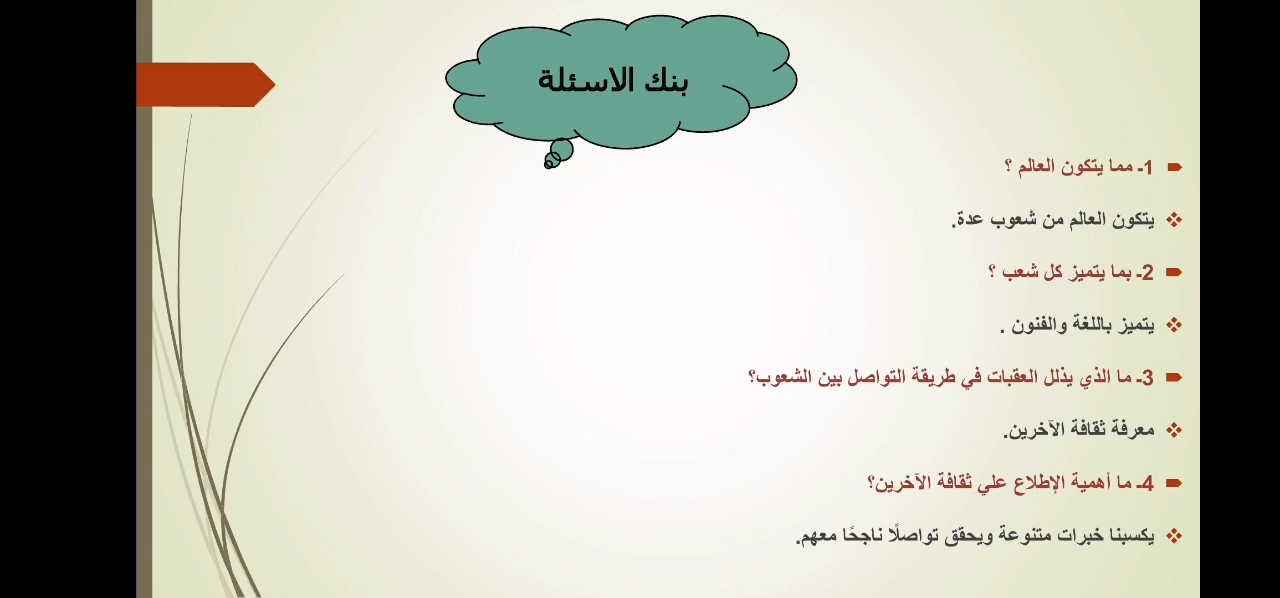 بنك الاسئلة
1- مما يتكون العالم ؟
يتكون العالم من شعوب عدة.
2- بما يتميز كل شعب ؟
يتميز باللغة والفنون .
3- ما الذي يذلل العقبات في طريقة التواصل بين الشعوب؟
معرفة ثقافة الآخرين.
4- ما أهمية الإطلاع علي ثقافة الآخرين؟
يكسبنا خبرات متنوعة ويحقق تواصلًا ناجحًا معهم.